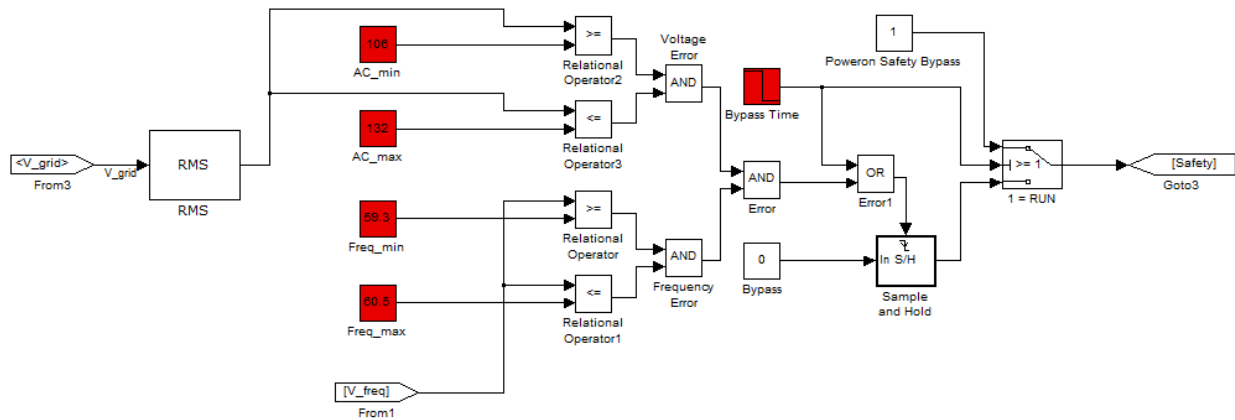 <V_grid>
From3
V_grid
RMS
RMS
106
AC_min
132
AC_max
59.3
Freq_min
60.5
Freq_max
[V_freq]
From1
>=
Relational
Operator2
<=
Relational
Operator3
>=
Relational
Operator
<=
Relational
Operator1
Voltage
Error
AND
AND
Frequency
Error
Bypass Time
AND
Error
0
Bypass
OR
Error1
In S/H
Sample
and Hold
1
Poweron Safety Bypass
>= 1
1 = RUN
[Safety]
Goto3